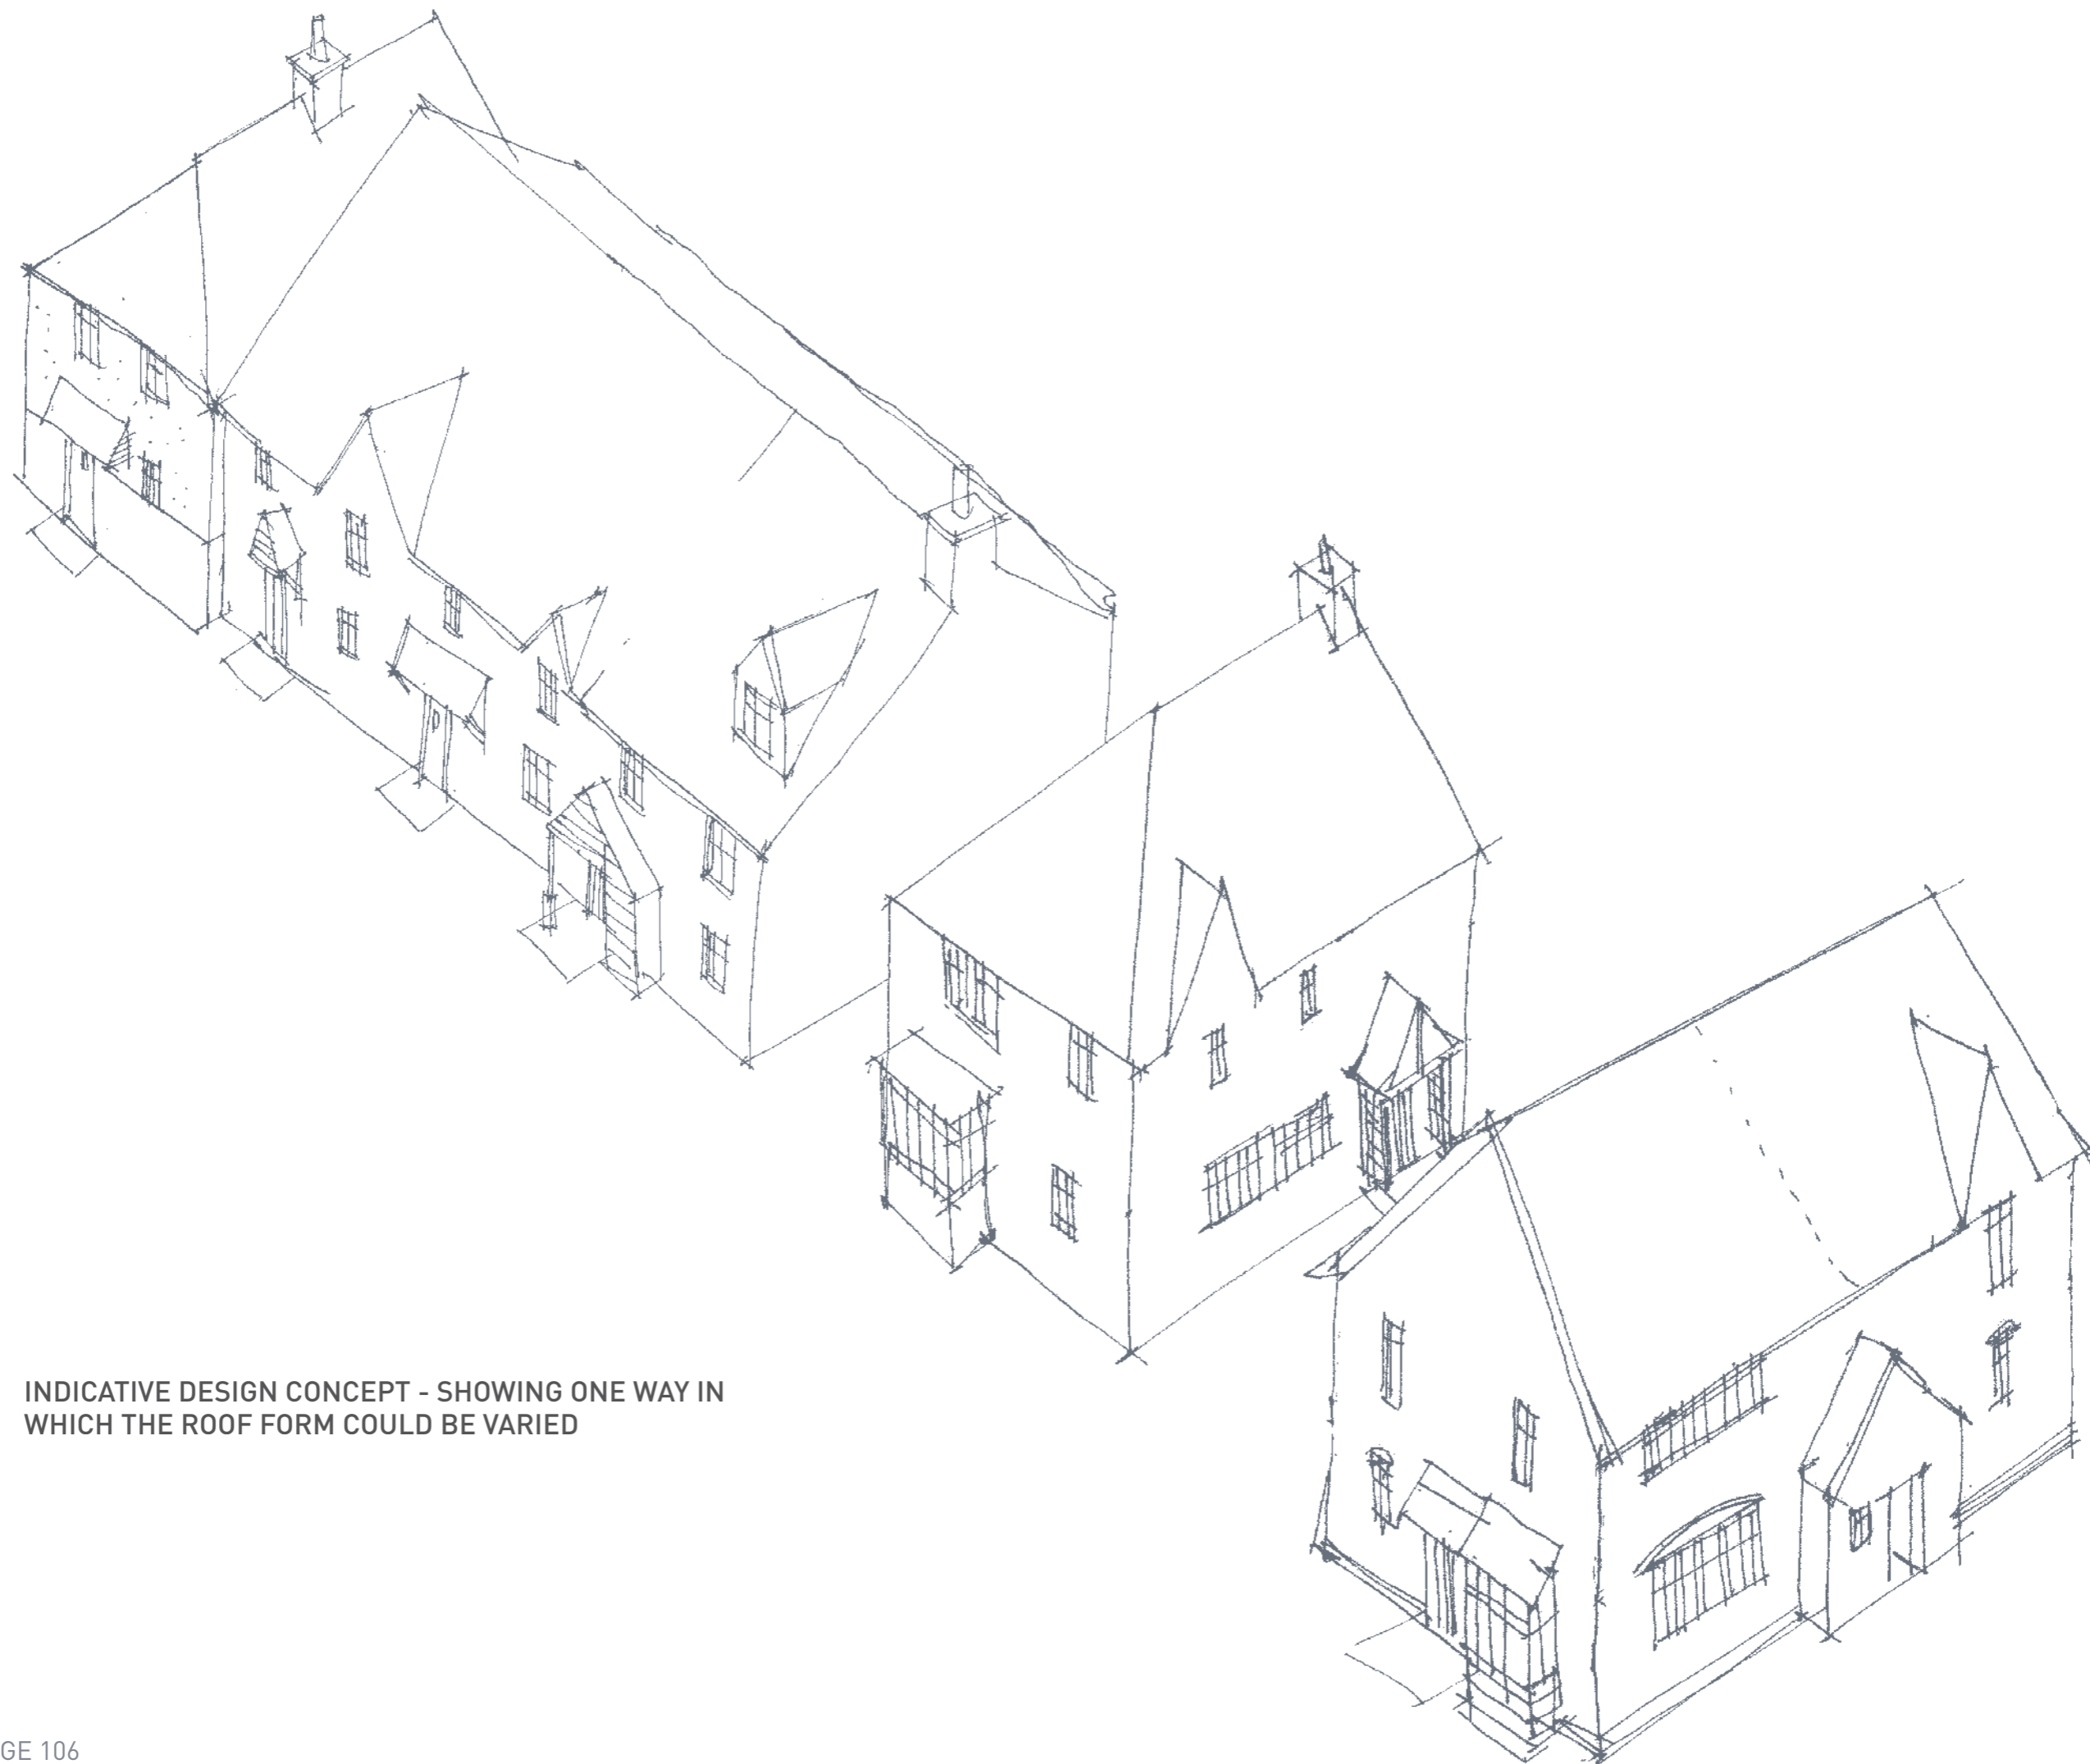 INDICATIVE DESIGN CONCEPT - SHOWING ONE WAY IN
WHICH THE ROOF FORM COULD BE VARIED
GE 106